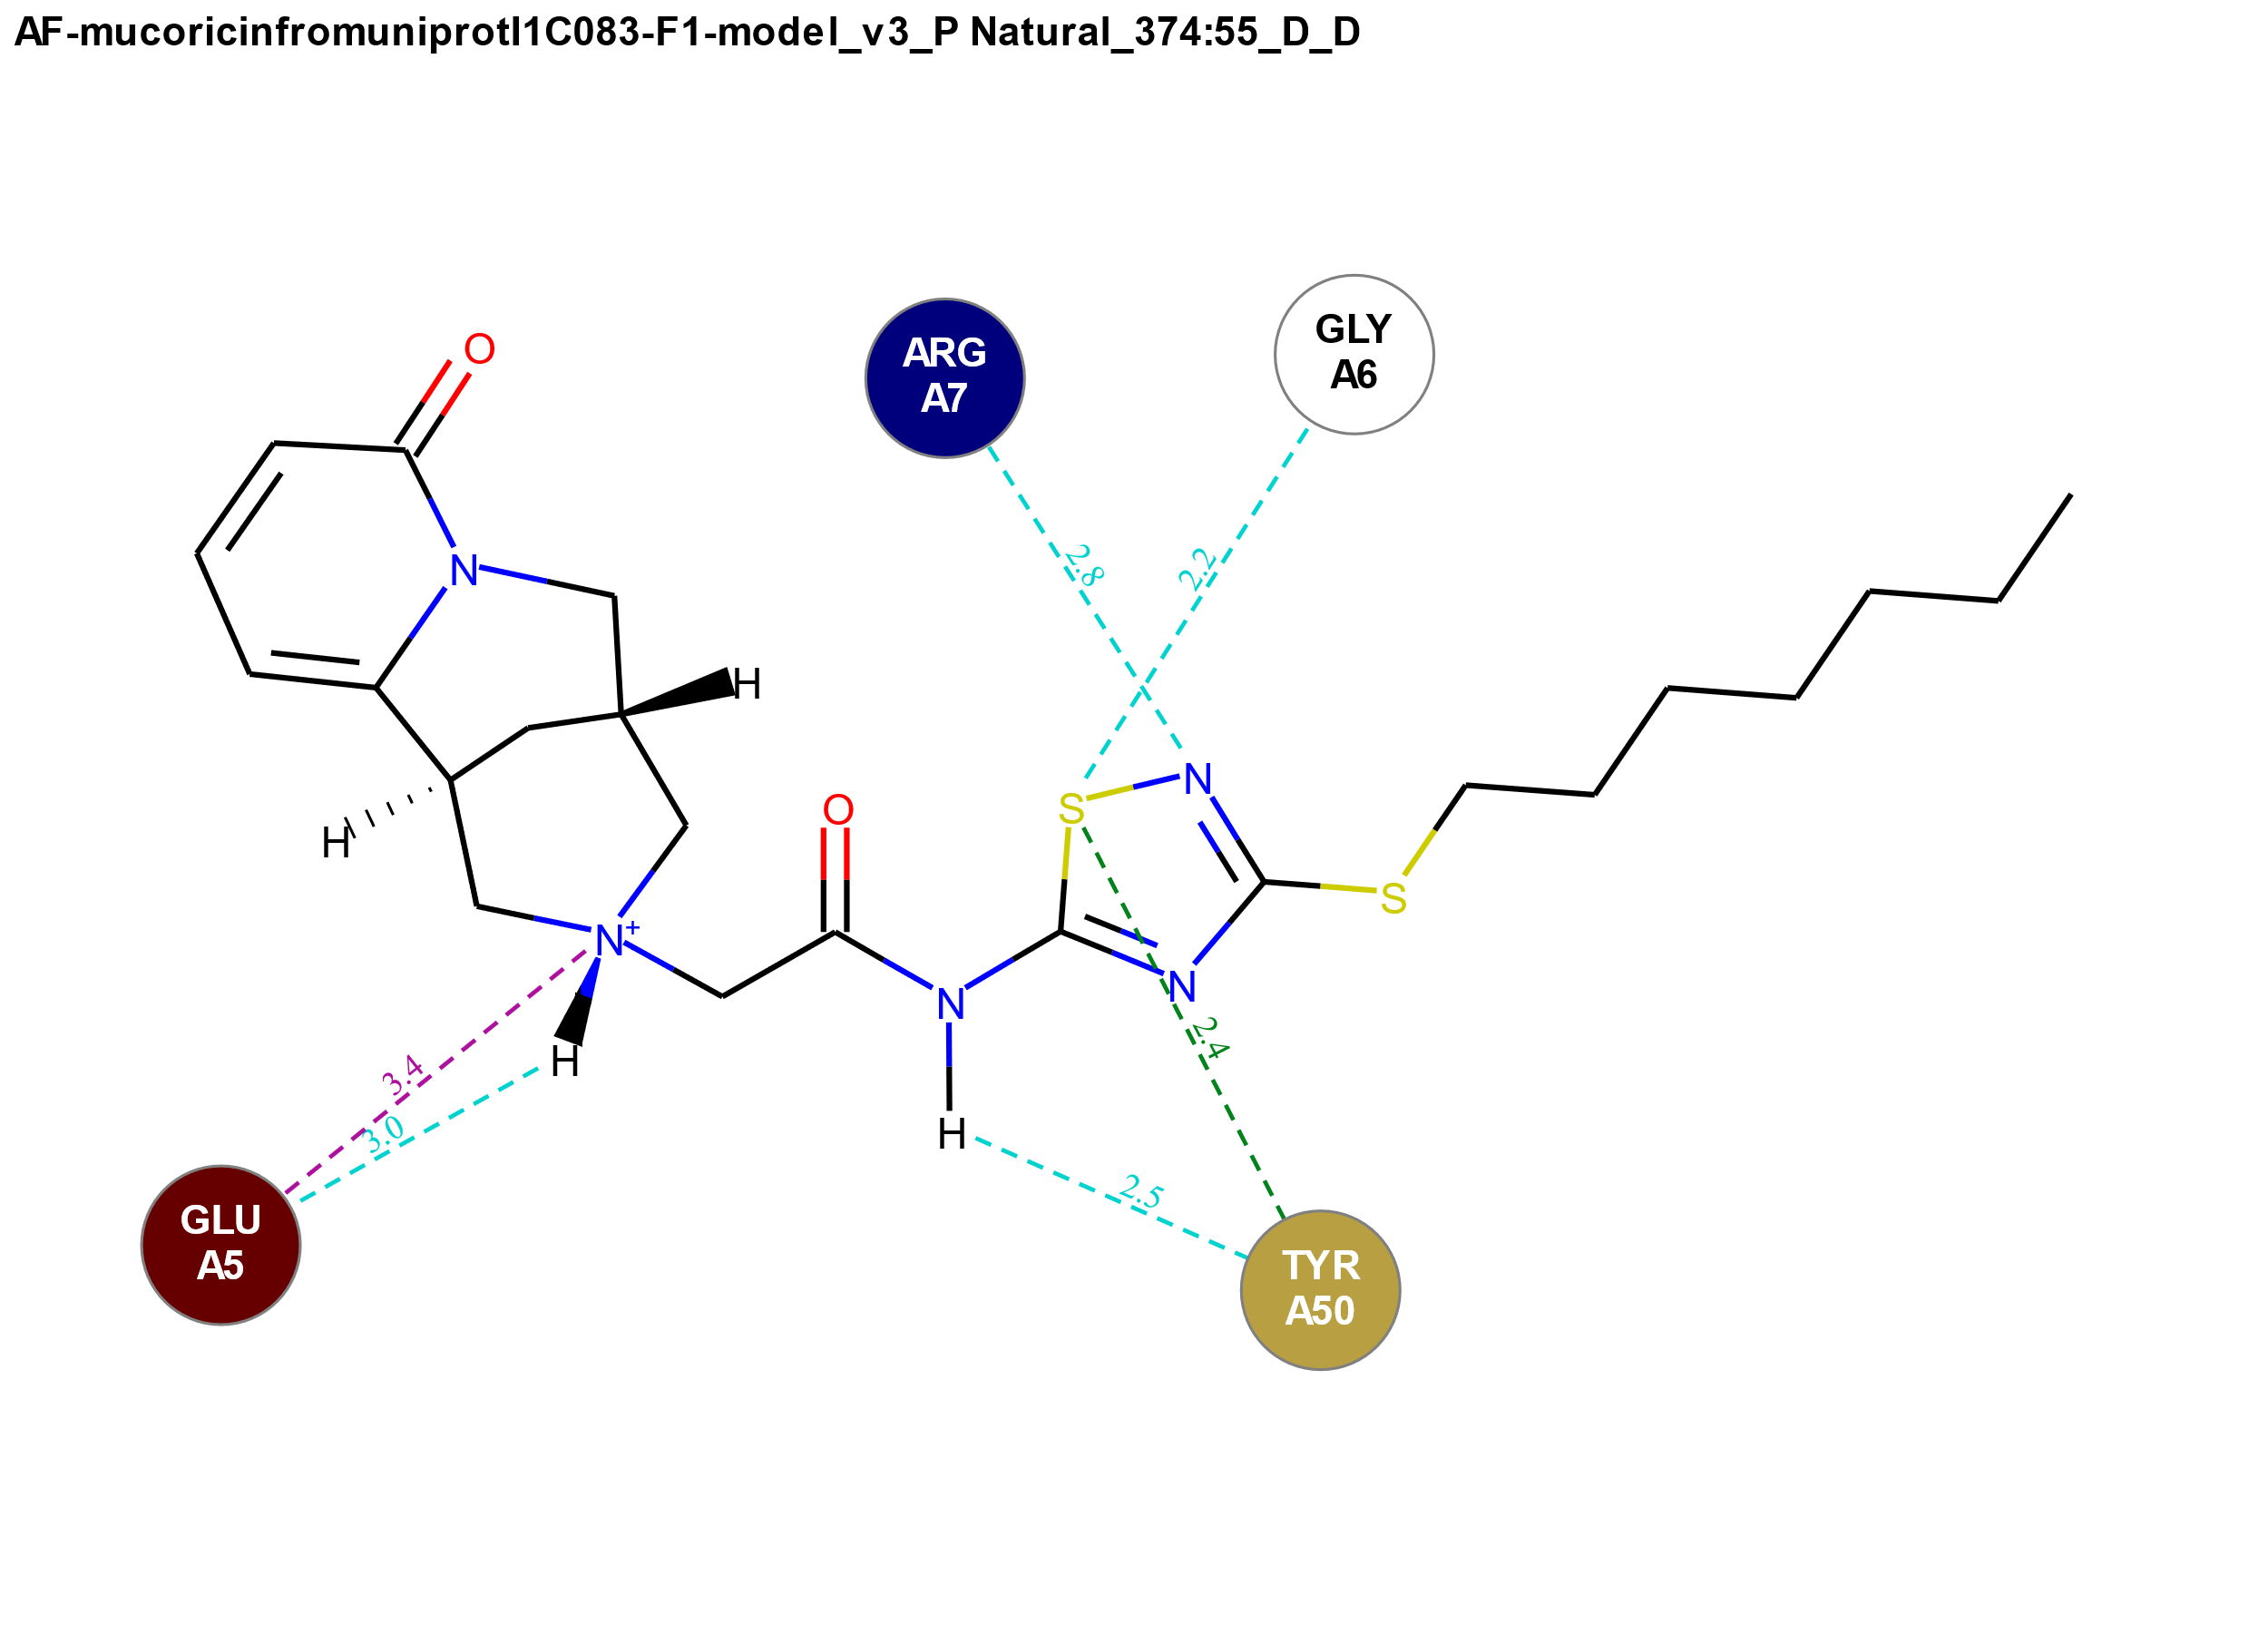 AF-mucoricinfromuniprotI1C083-F1-model_v3_P Natural_374:55_D_D
GLY
A6
ARG
A7
O
2.8
2.2
N
H
N
S
O
H
S
N+
N
N
2.4
H
3.4
3.0
H
2.5
GLU
A5
TYR
A50